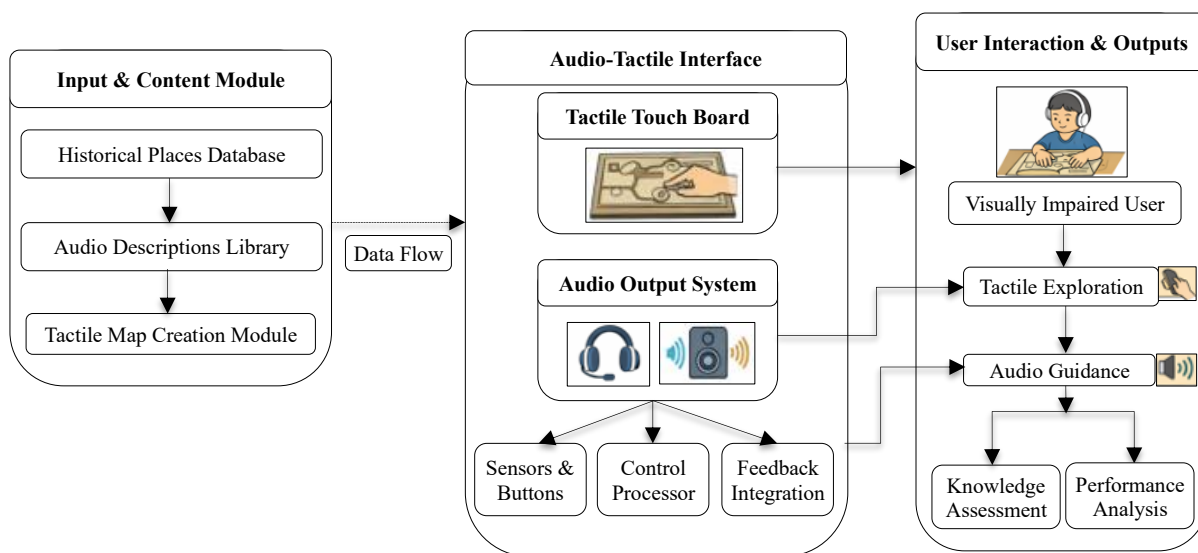 Input & Content Module
Historical Places Database
Audio Descriptions Library
Tactile Map Creation Module
Data Flow
Audio-Tactile Interface
Tactile Touch Board
Audio Output System
Sensors &
Buttons
Control
Processor
Feedback
Integration
User Interaction & Outputs
Visually Impaired User
Tactile Exploration
Audio Guidance
Knowledge
Assessment
Performance
Analysis